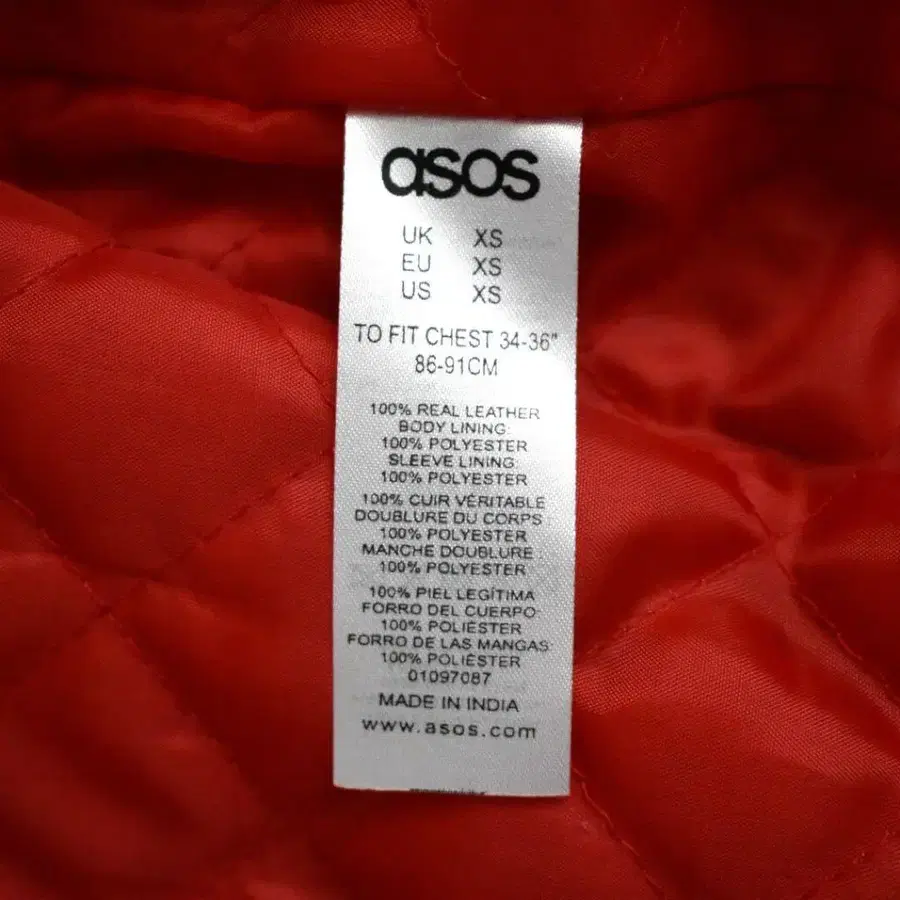 asos
UK XS
EU XS
US XS
TO FIT CHEST 34-36"
86-91CM
100% REAL LEATHER
BODY LINING:
100% POLYESTER
SLEEVE LINING:
100% POLYESTER
100% CUIR VÉRITABLE
DOUBLURE DU CORPS :
100% POLYESTER
MANCHE DOUBLURE :
100% POLYESTER
100% PIEL LEGÍTIMA
FORRO DEL CUERPO:
100% POLIÉSTER
FORRO DE LAS MANGAS:
100% POLIÉSTER
01097087
MADE IN INDIA
www.asos.com